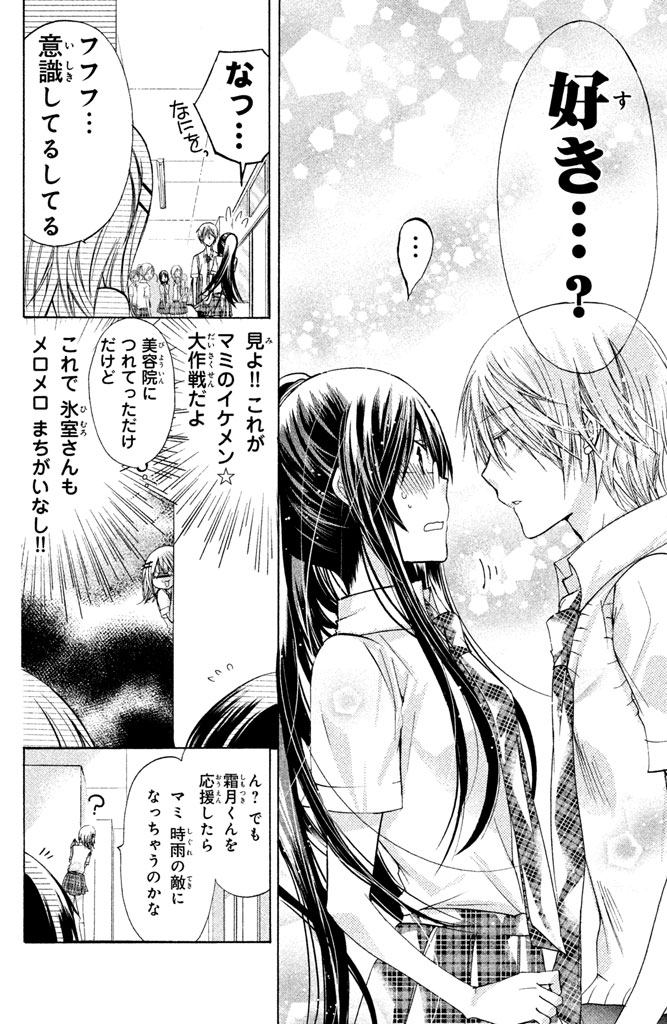 好き…?
…
なっ…
なにを。
フフフ…
意識してるしてる
見よ!! これが
マミのイケメン☆
大作戦だよ
美容院に
つれてっただけ
だけど
これで 氷室さんも
メロメロ まちがいなし!!
ん? でも
霜月くんを
応援したら
マミ 時雨の敵に
なっちゃうのかな
?